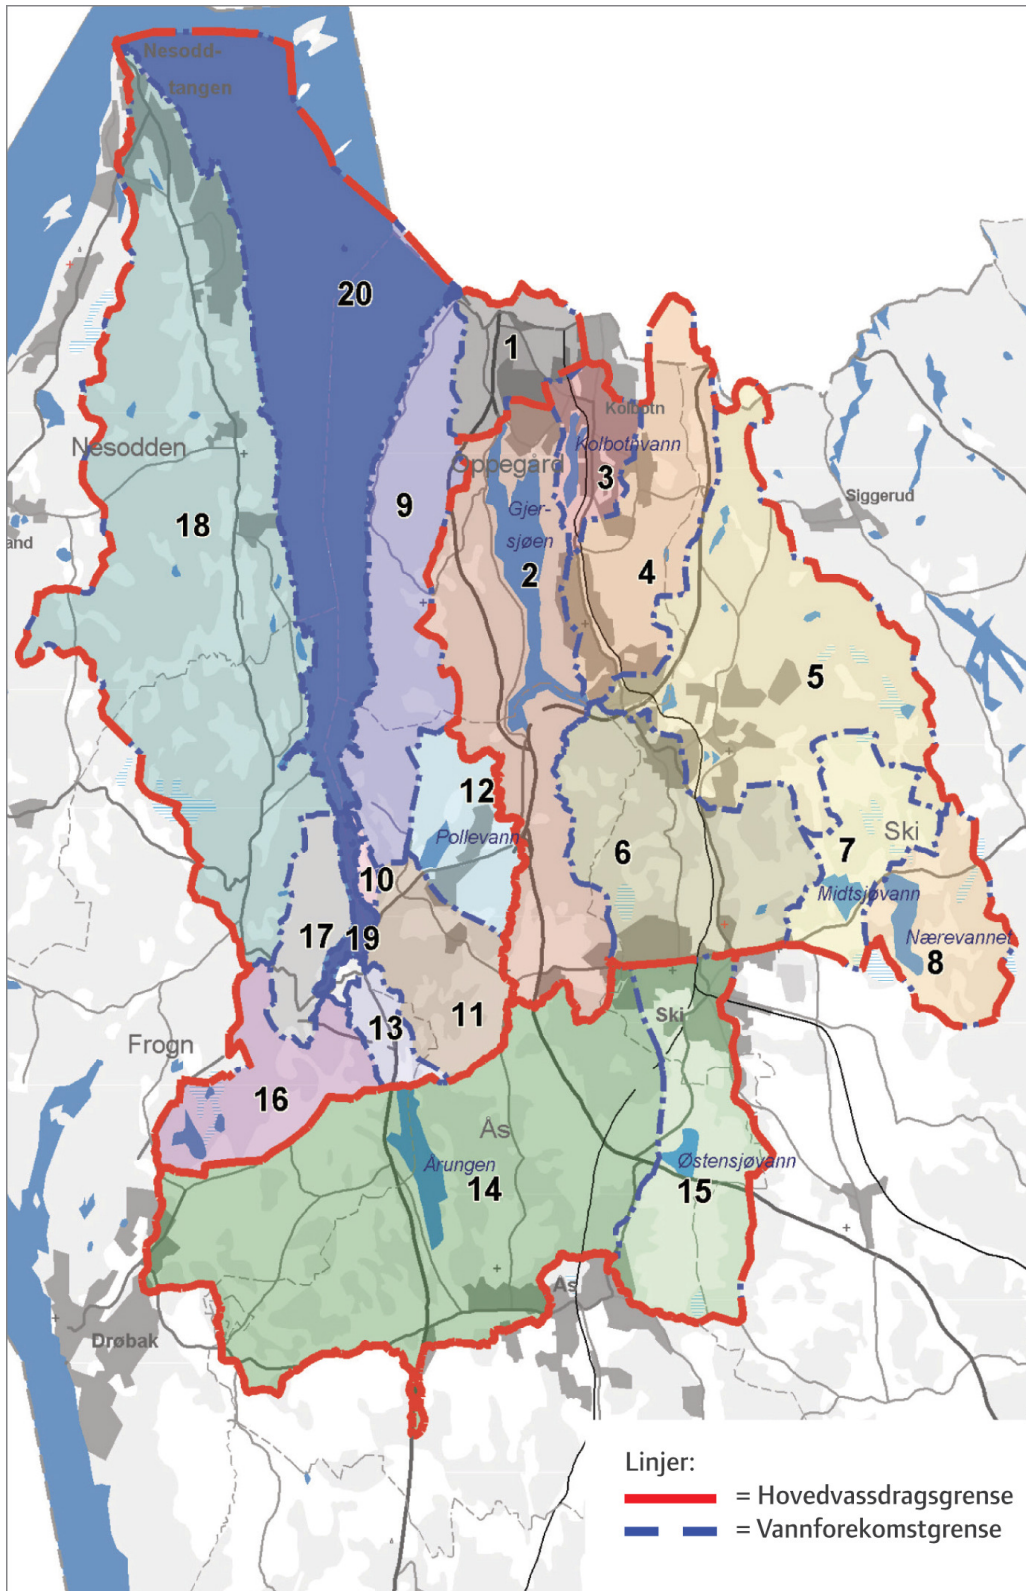 Nesodd-
tangen
20
1
Kolbotn
Nesodden
Kolbotnvann
Oppegård
3
9
Siggerud
Gjer-
18
sjøen
and
2
4
5
12
Pollevann
Ski
6
7
10
Midtsjøvann
17
19
Nærevannet
8
11
Ski
13
Frogn
16
Ås
Årungen
Østensjøvann
14
15
Ås
Drøbak
Linjer:
= Hovedvassdragsgrense
= Vannforekomstgrense